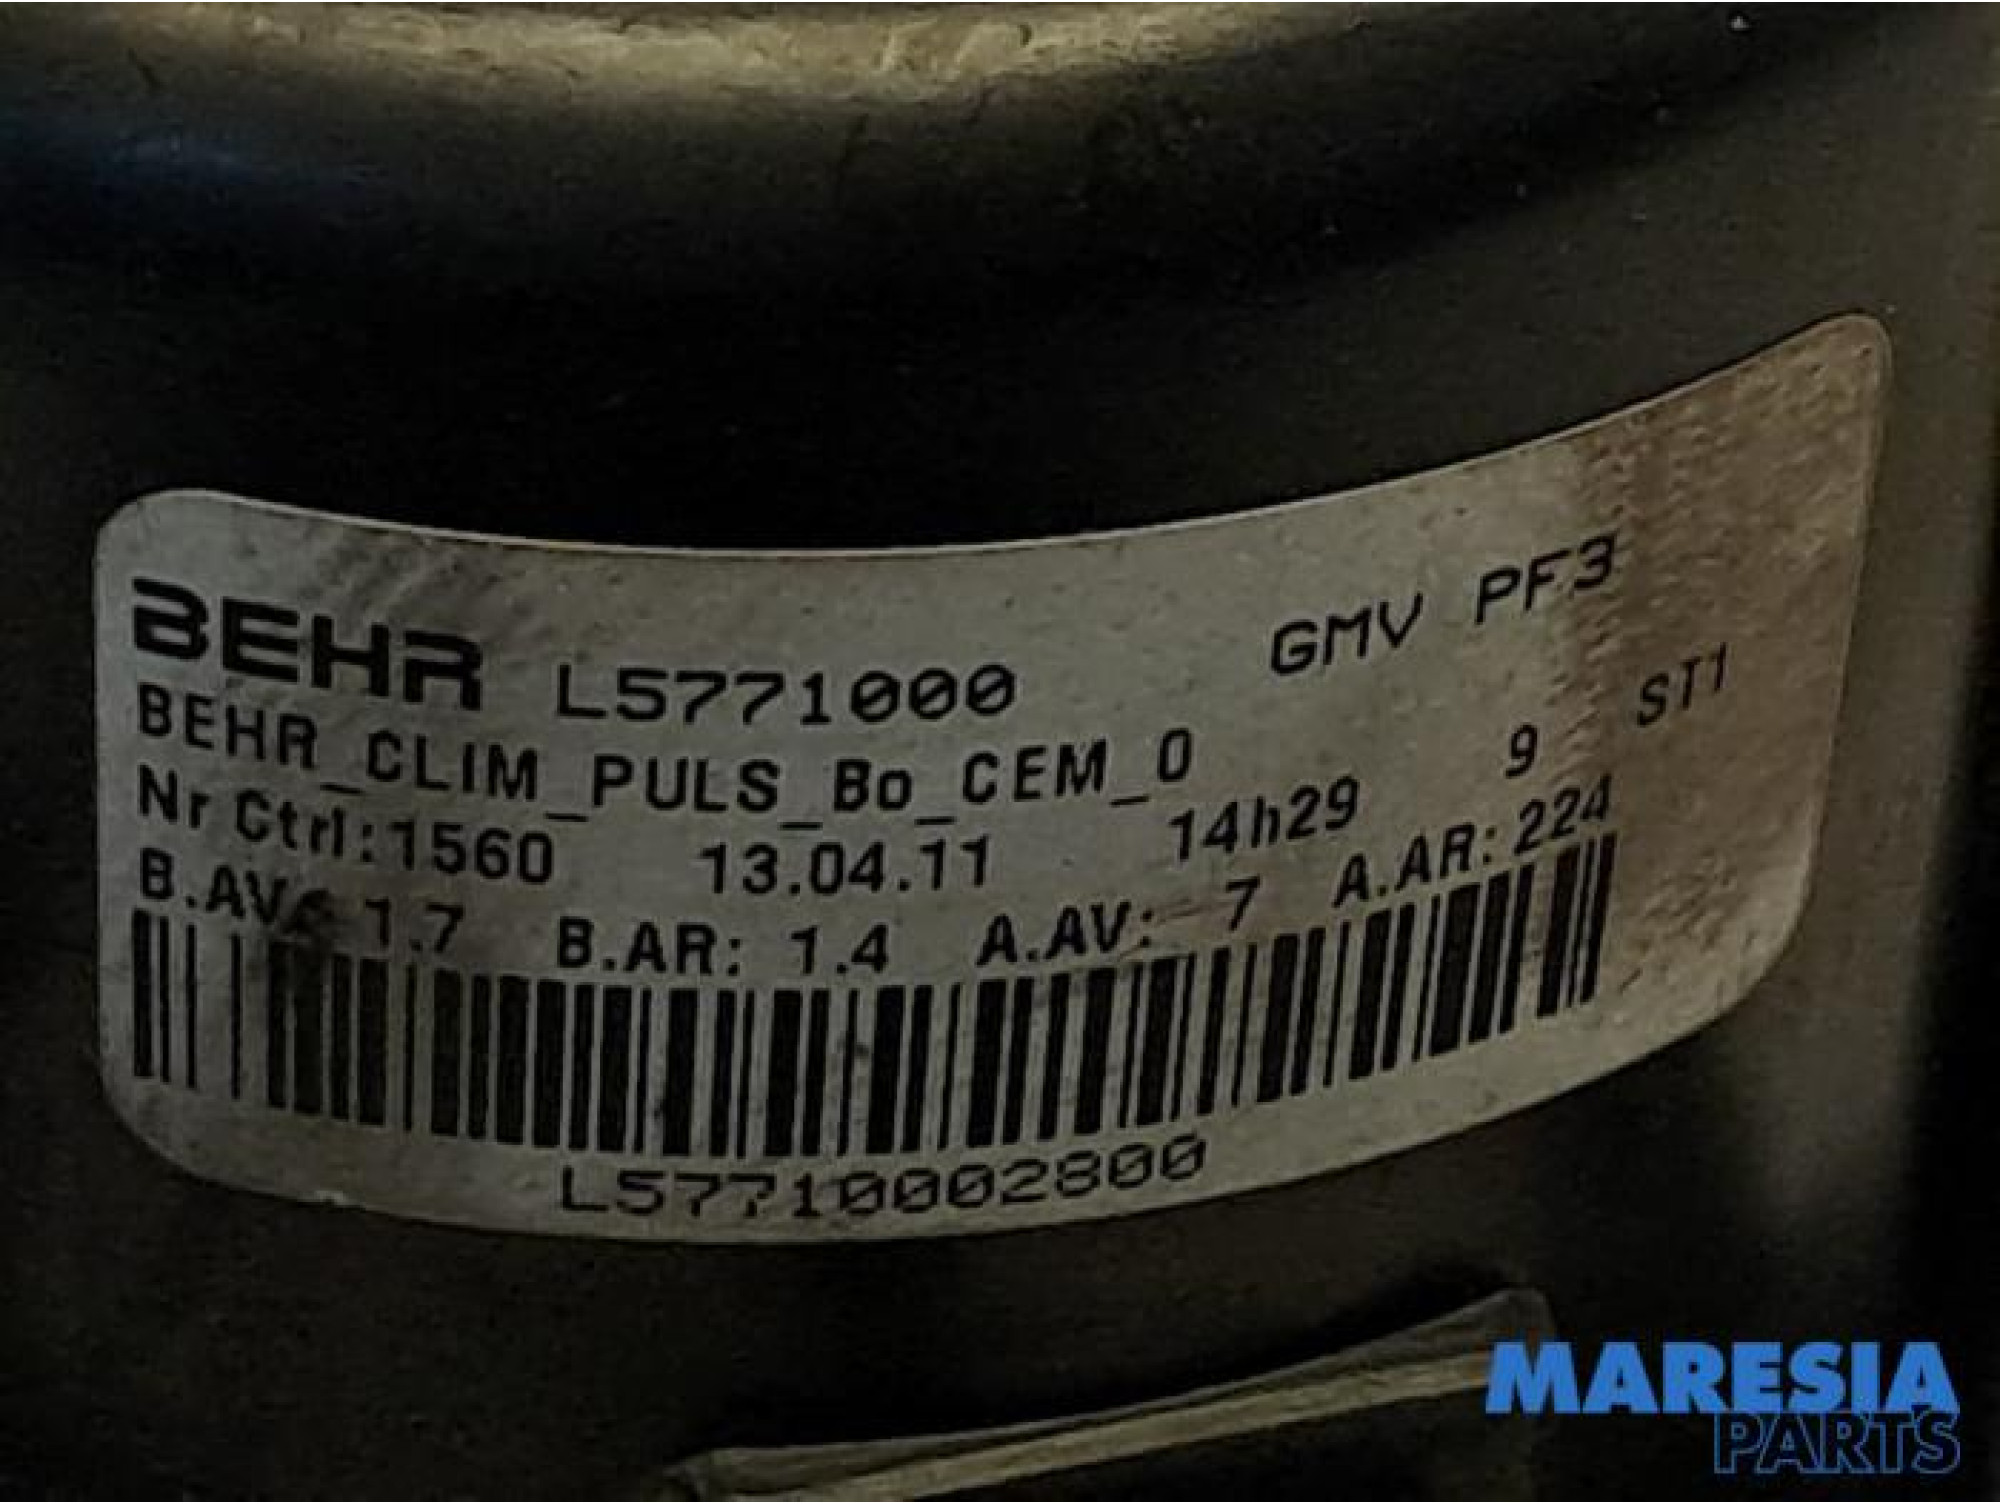 BEHR L5771000 GMV PF3
BEHR_CLIM_PULS_Bo_CEM_0 9 ST1
Nr Ctrl:1560 13.04.11 14h29
B.AV: 1.7 B.AR: 1.4 A.AV: 7 A.AR: 224
L57710002800
MARESIA
PARTS